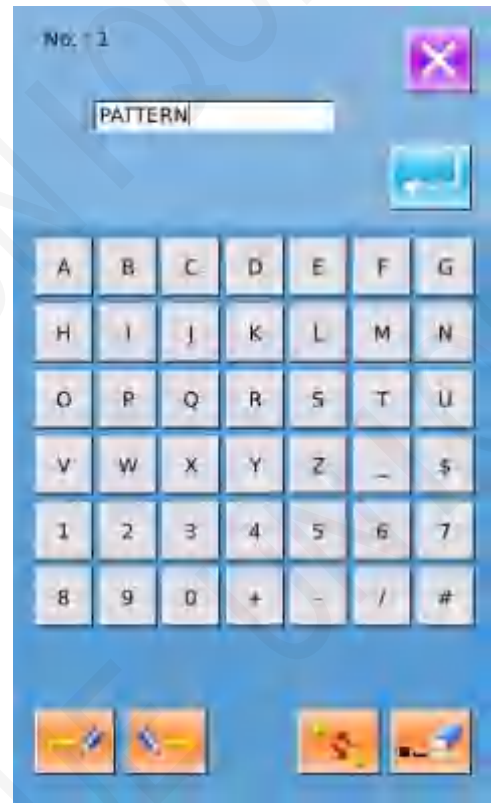 No. : 1
PATTERN
A B C D E F G
H I J K L M N
O P Q R S T U
V W X Y Z _ $
1 2 3 4 5 6 7
8 9 0 + - / #